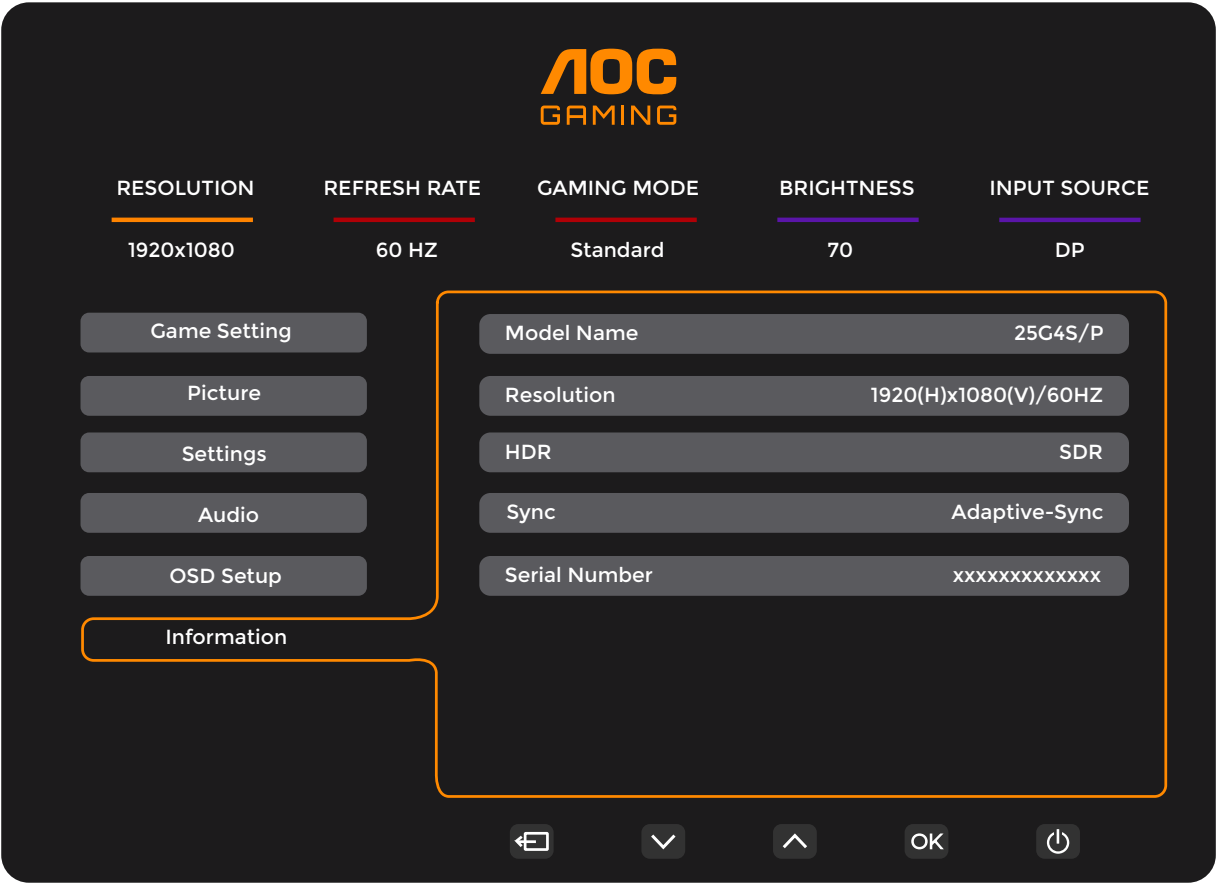 AOC
GAMING
RESOLUTION REFRESH RATE GAMING MODE BRIGHTNESS INPUT SOURCE
1920x1080 60 HZ Standard 70 DP
Game Setting Model Name 25G4S/P
Picture Resolution 1920(H)x1080(V)/60HZ
Settings HDR SDR
Audio Sync Adaptive-Sync
OSD Setup Serial Number xxxxxxxxxxxxx
Information
OK